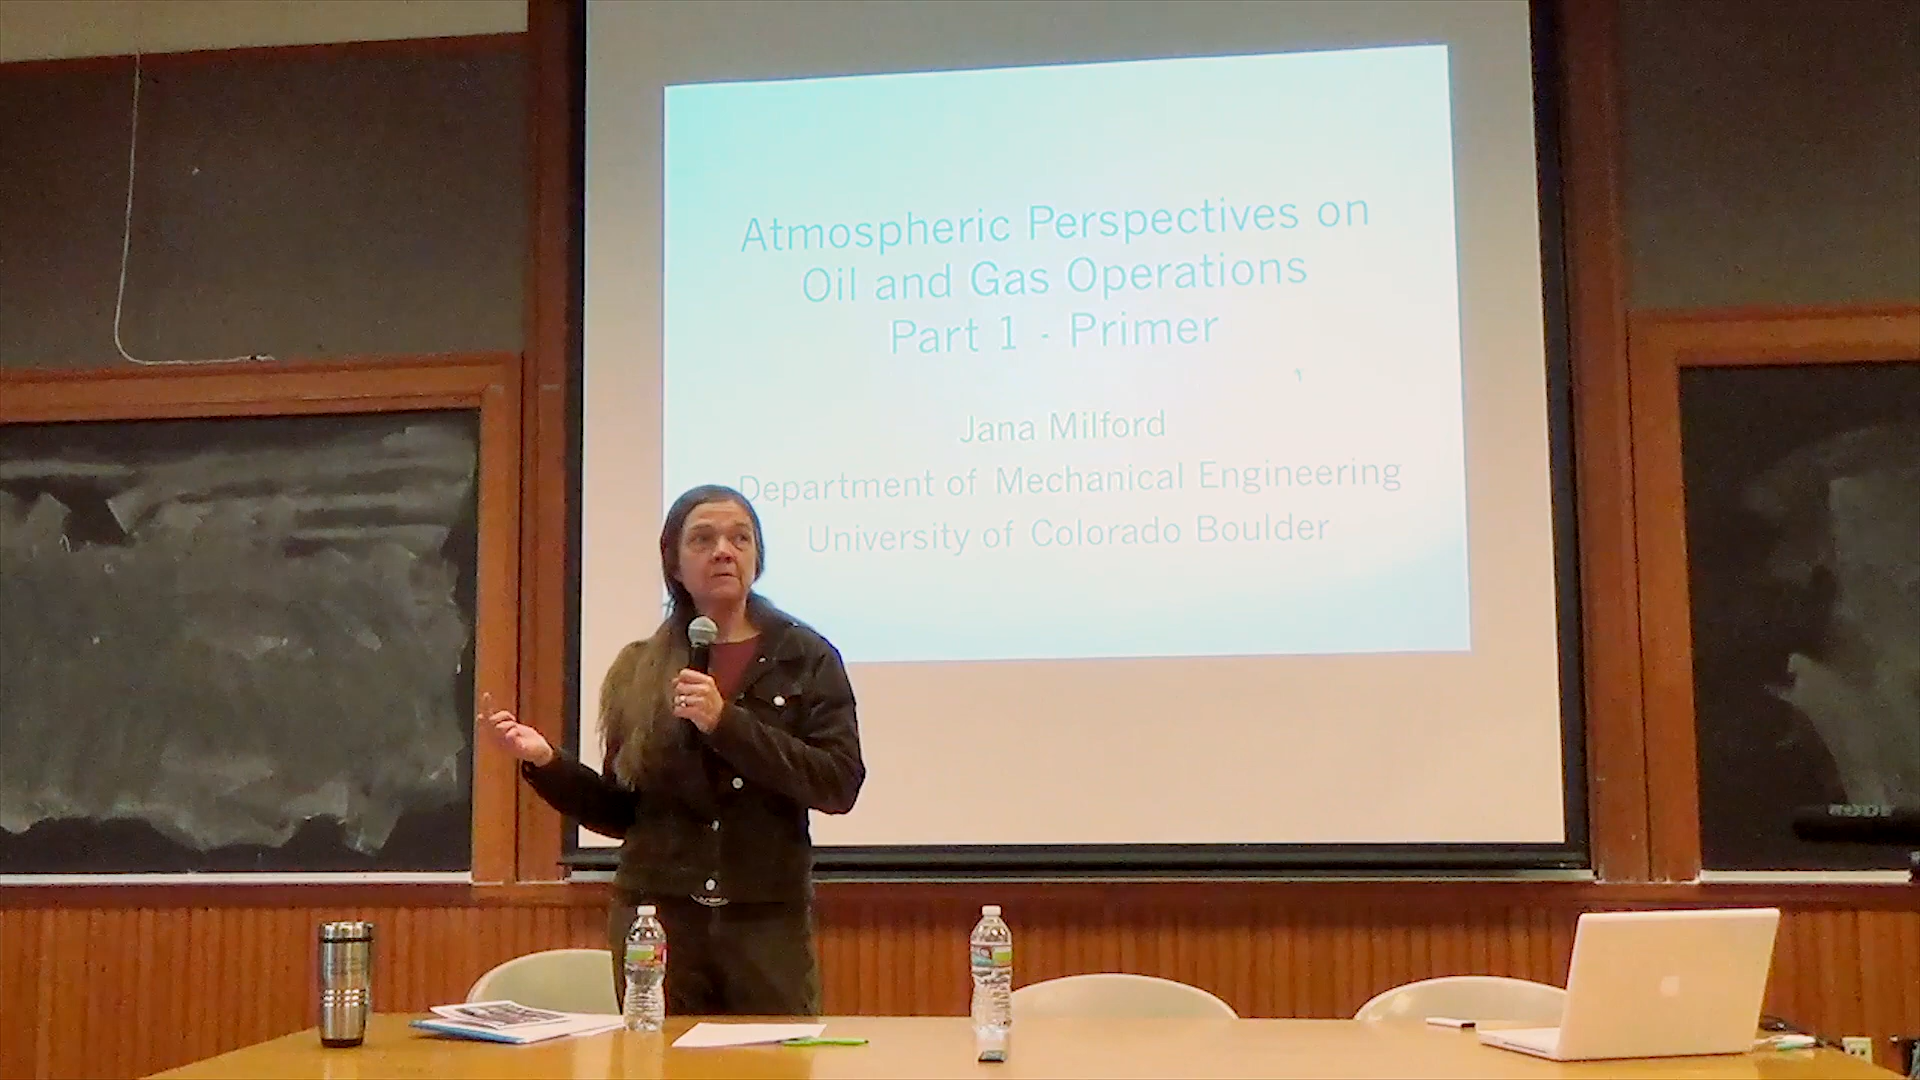 Atmospheric Perspectives on
Oil and Gas Operations
Part 1 - Primer
Jana Milford
Department of Mechanical Engineering
University of Colorado Boulder